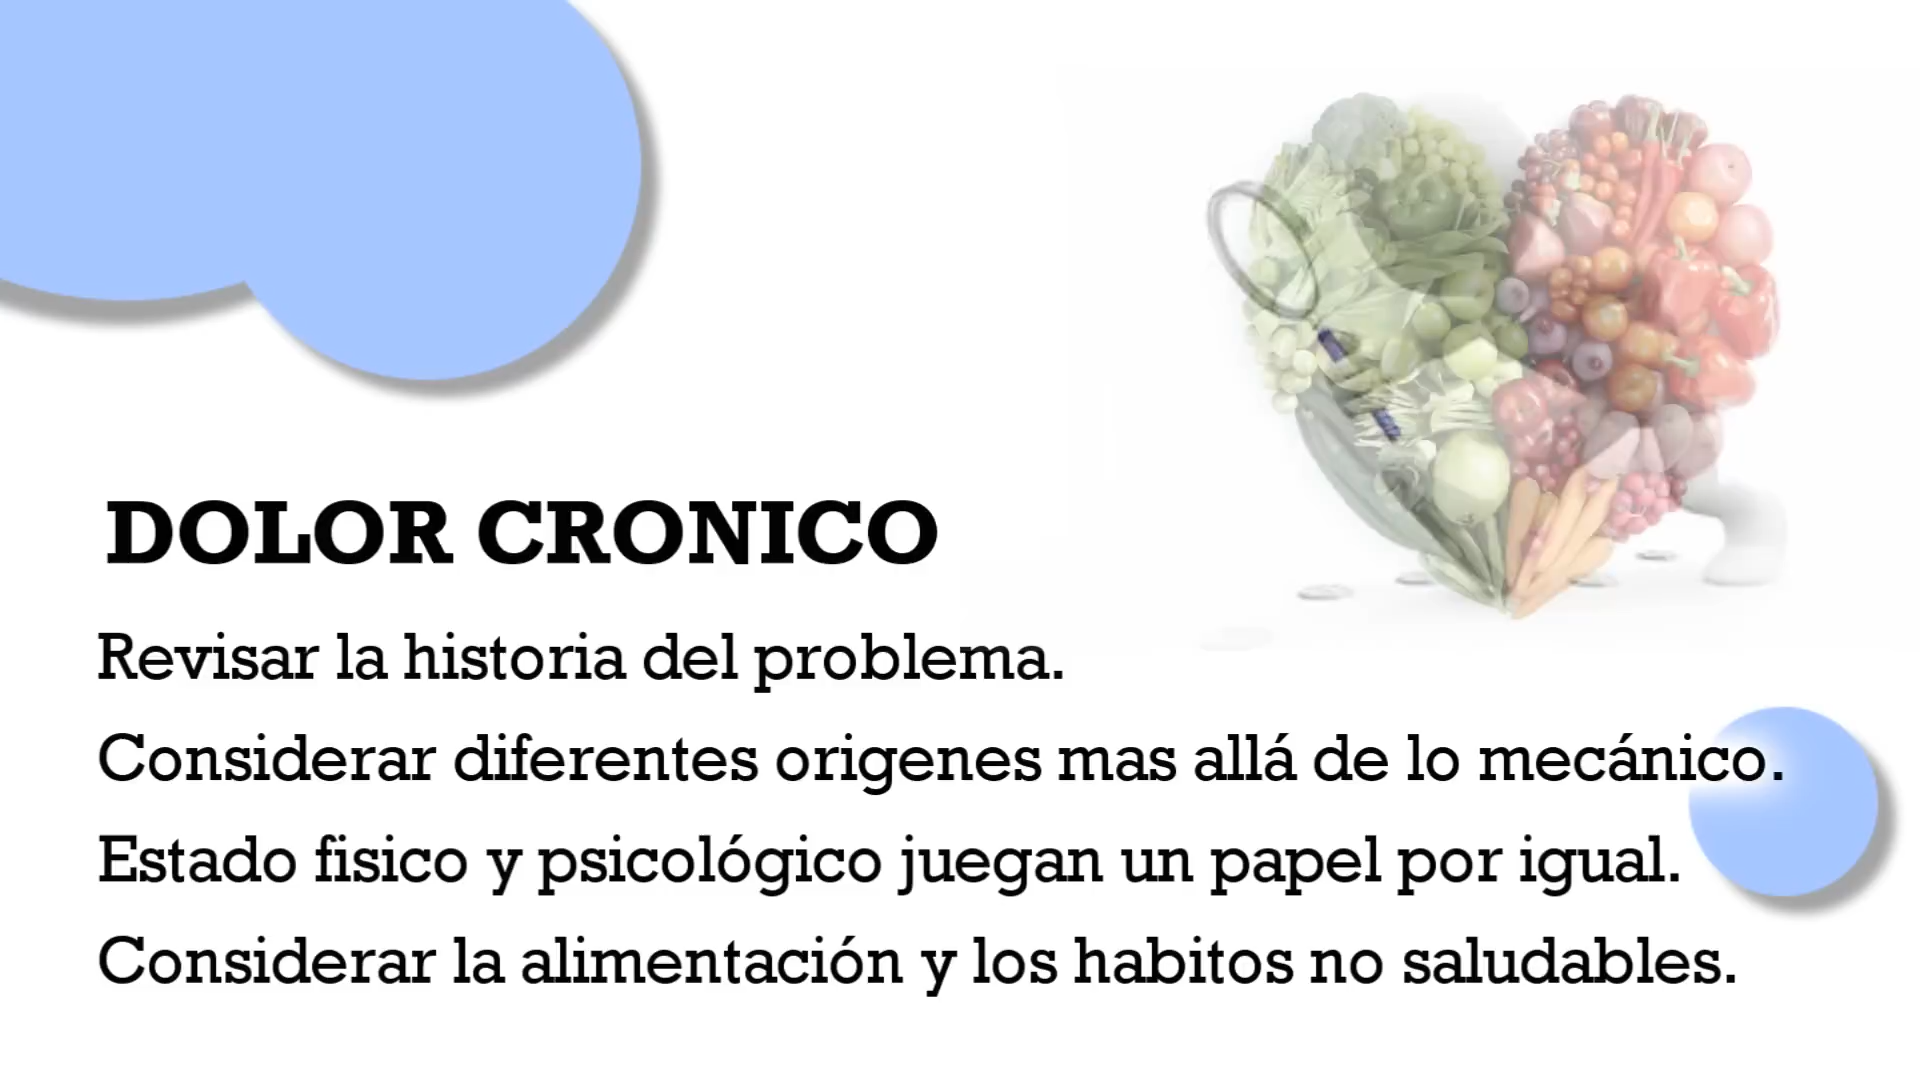 DOLOR CRONICO
Revisar la historia del problema.
Considerar diferentes origenes mas allá de lo mecánico.
Estado fisico y psicológico juegan un papel por igual.
Considerar la alimentación y los habitos no saludables.